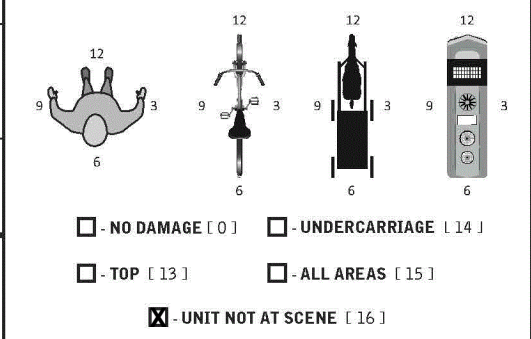 12 12 12
12
9 3 9 3 9 3 9 3
6
6 6 6
- NO DAMAGE [ 0 ] - UNDERCARRIAGE [ 14 ]
- TOP [ 13 ] - ALL AREAS [ 15 ]
X - UNIT NOT AT SCENE [ 16 ]